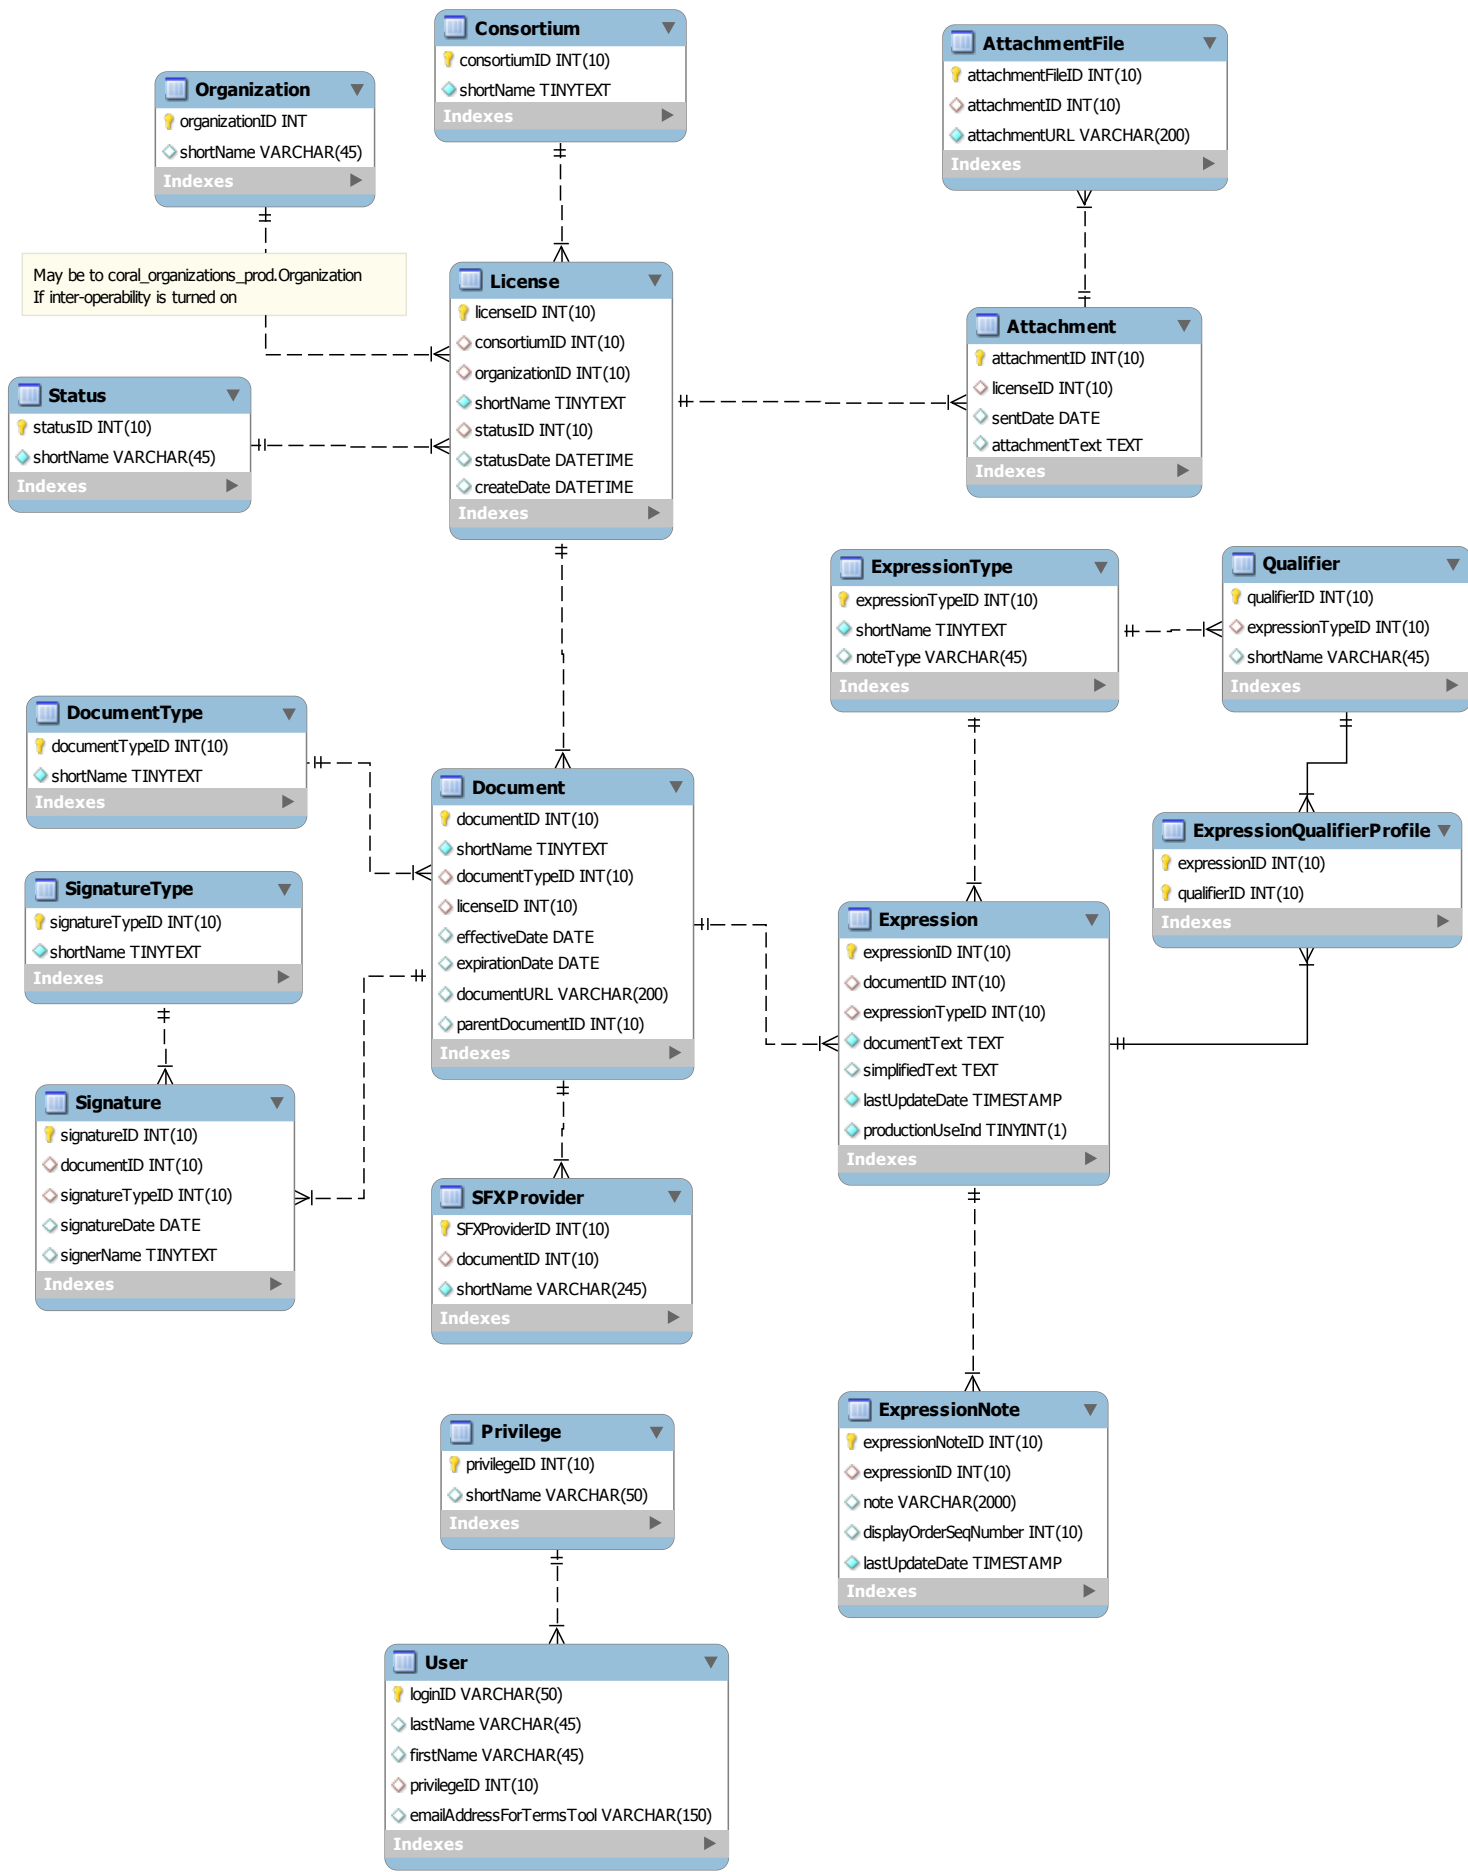 Consortium
consortiumID INT(10)
shortName TINYTEXT
Indexes
AttachmentFile
attachmentFileID INT(10)
attachmentID INT(10)
attachmentURL VARCHAR(200)
Indexes
Organization
organizationID INT
shortName VARCHAR(45)
Indexes
May be to coral_organizations_prod.Organization
If inter-operability is turned on
License
licenseID INT(10)
consortiumID INT(10)
organizationID INT(10)
shortName TINYTEXT
statusID INT(10)
statusDate DATETIME
createDate DATETIME
Indexes
Attachment
attachmentID INT(10)
licenseID INT(10)
sentDate DATE
attachmentText TEXT
Indexes
Status
statusID INT(10)
shortName VARCHAR(45)
Indexes
ExpressionType
expressionTypeID INT(10)
shortName TINYTEXT
noteType VARCHAR(45)
Indexes
Qualifier
qualifierID INT(10)
expressionTypeID INT(10)
shortName VARCHAR(45)
Indexes
DocumentType
documentTypeID INT(10)
shortName TINYTEXT
Indexes
Document
documentID INT(10)
shortName TINYTEXT
documentTypeID INT(10)
licenseID INT(10)
effectiveDate DATE
expirationDate DATE
documentURL VARCHAR(200)
parentDocumentID INT(10)
Indexes
ExpressionQualifierProfile
expressionID INT(10)
qualifierID INT(10)
Indexes
SignatureType
signatureTypeID INT(10)
shortName TINYTEXT
Indexes
Expression
expressionID INT(10)
documentID INT(10)
expressionTypeID INT(10)
documentText TEXT
simplifiedText TEXT
lastUpdateDate TIMESTAMP
productionUseInd TINYINT(1)
Indexes
Signature
signatureID INT(10)
documentID INT(10)
signatureTypeID INT(10)
signatureDate DATE
signerName TINYTEXT
Indexes
SFXProvider
SFXProviderID INT(10)
documentID INT(10)
shortName VARCHAR(245)
Indexes
ExpressionNote
expressionNoteID INT(10)
expressionID INT(10)
note VARCHAR(2000)
displayOrderSeqNumber INT(10)
lastUpdateDate TIMESTAMP
Indexes
Privilege
privilegeID INT(10)
shortName VARCHAR(50)
Indexes
User
loginID VARCHAR(50)
lastName VARCHAR(45)
firstName VARCHAR(45)
privilegeID INT(10)
emailAddressForTermsTool VARCHAR(150)
Indexes